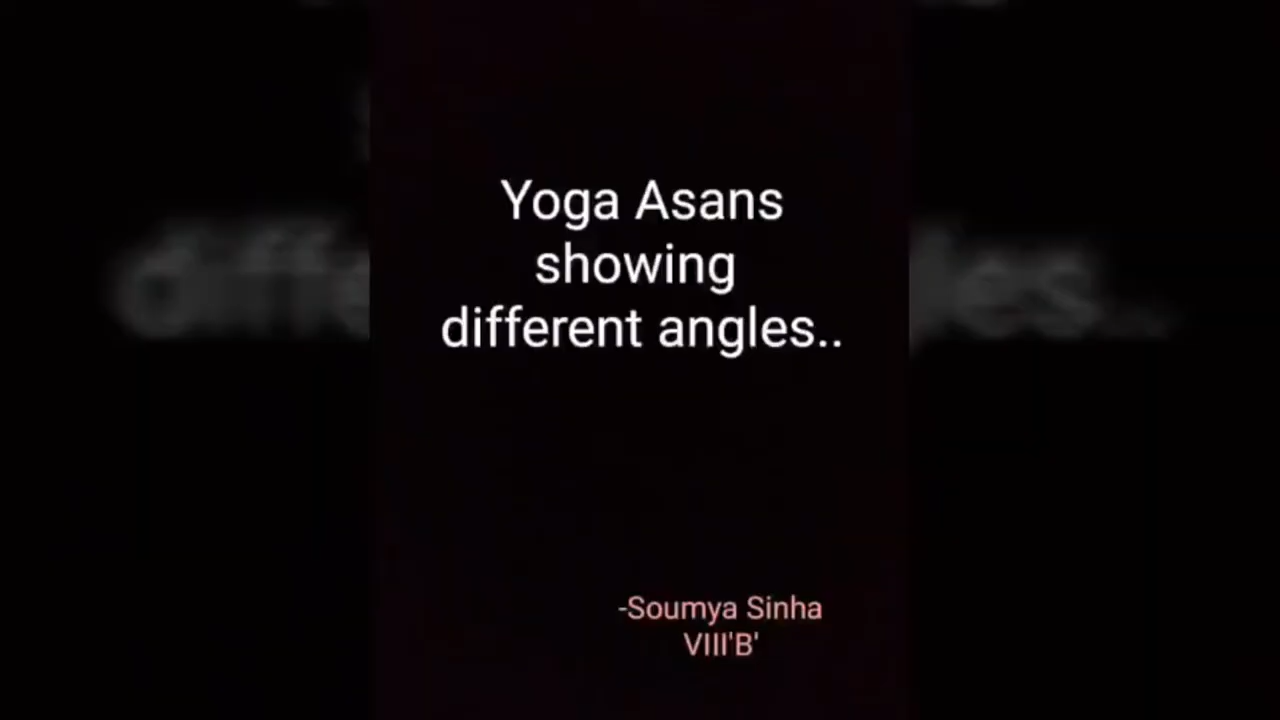 Yoga Asans
showing
different angles..
-Soumya Sinha
VIII'B'